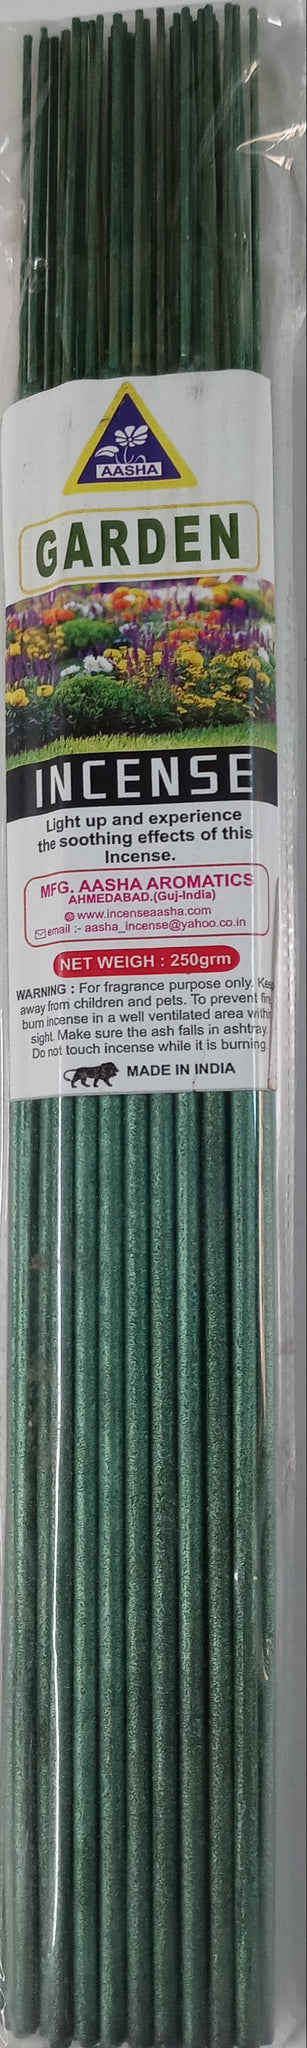 AASHA
GARDEN
INCENSE
Light up and experience
the soothing effects of this
Incense.
MFG. AASHA AROMATICS
AHMEDABAD.(Guj-India)
www.incenseaasha.com
email :- aasha_incense@yahoo.co.in
NET WEIGH : 250grm
WARNING : For fragrance purpose only. Keep
away from children and pets. To prevent fire
burn incense in a well ventilated area within
sight. Make sure the ash falls in ashtray.
Do not touch incense while it is burning.
MADE IN INDIA